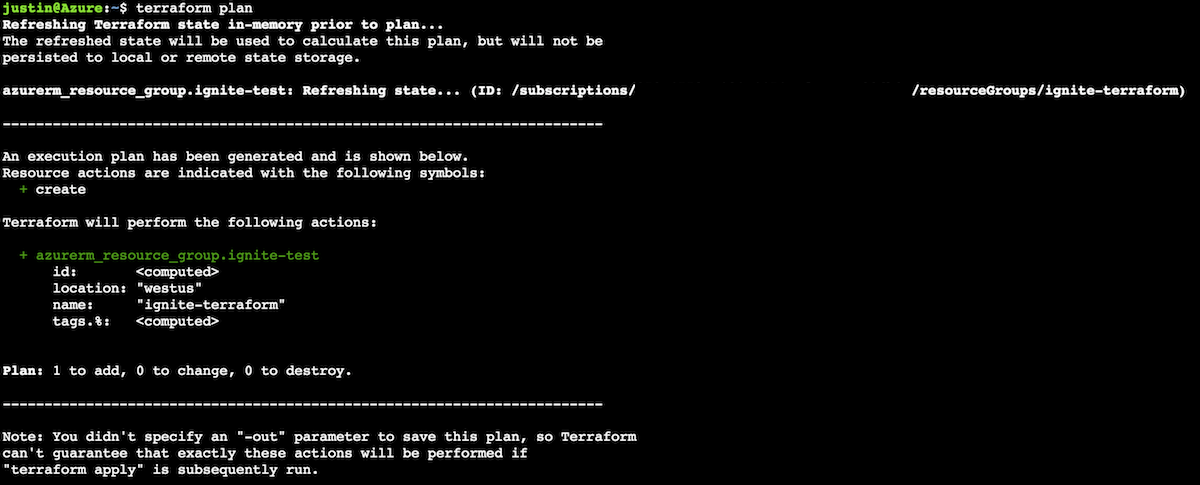 justin@Azure:~$ terraform plan
Refreshing Terraform state in-memory prior to plan...
The refreshed state will be used to calculate this plan, but will not be
persisted to local or remote state storage.
azurerm_resource_group.ignite-test: Refreshing state... (ID: /subscriptions/ /resourceGroups/ignite-terraform)
------------------------------------------------------------------------
An execution plan has been generated and is shown below.
Resource actions are indicated with the following symbols:
  + create
Terraform will perform the following actions:
  + azurerm_resource_group.ignite-test
      id:       <computed>
      location: "westus"
      name:     "ignite-terraform"
      tags.%:   <computed>
Plan: 1 to add, 0 to change, 0 to destroy.
------------------------------------------------------------------------
Note: You didn't specify an "-out" parameter to save this plan, so Terraform
can't guarantee that exactly these actions will be performed if
"terraform apply" is subsequently run.